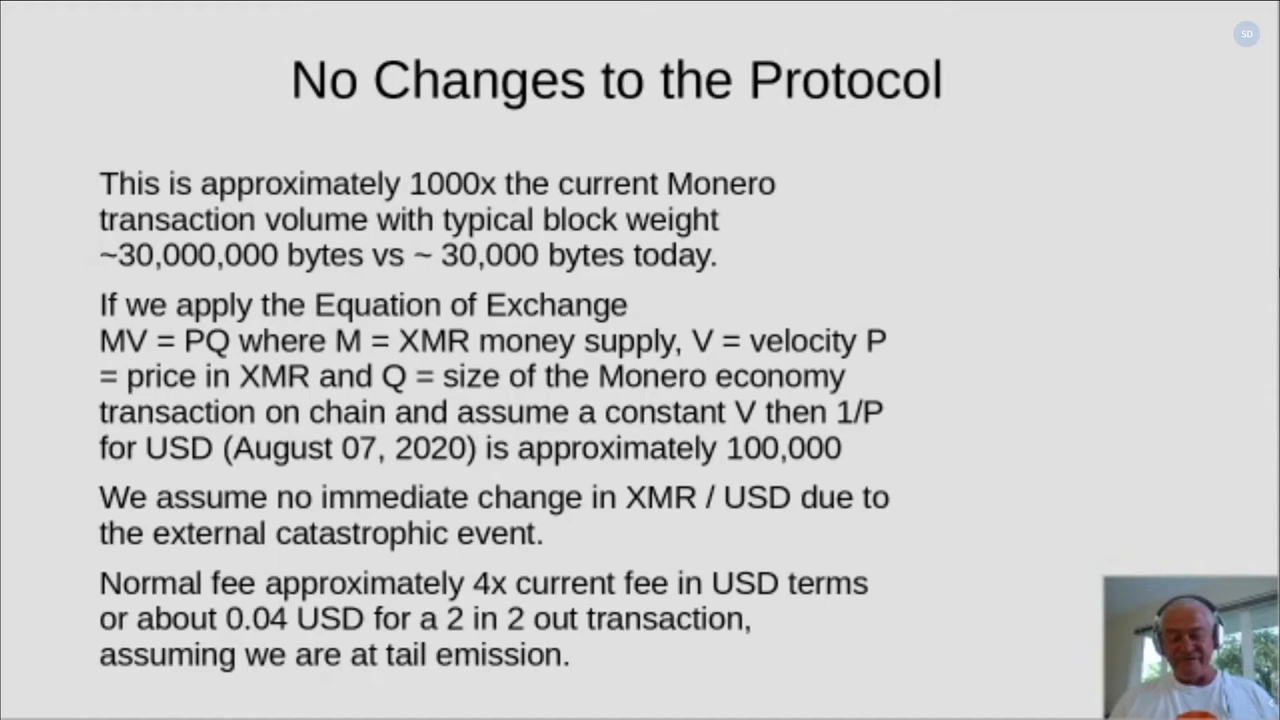 SD
No Changes to the Protocol
This is approximately 1000x the current Monero
transaction volume with typical block weight
~30,000,000 bytes vs ~ 30,000 bytes today.
If we apply the Equation of Exchange
MV = PQ where M = XMR money supply, V = velocity P
= price in XMR and Q = size of the Monero economy
transaction on chain and assume a constant V then 1/P
for USD (August 07, 2020) is approximately 100,000
We assume no immediate change in XMR / USD due to
the external catastrophic event.
Normal fee approximately 4x current fee in USD terms
or about 0.04 USD for a 2 in 2 out transaction,
assuming we are at tail emission.